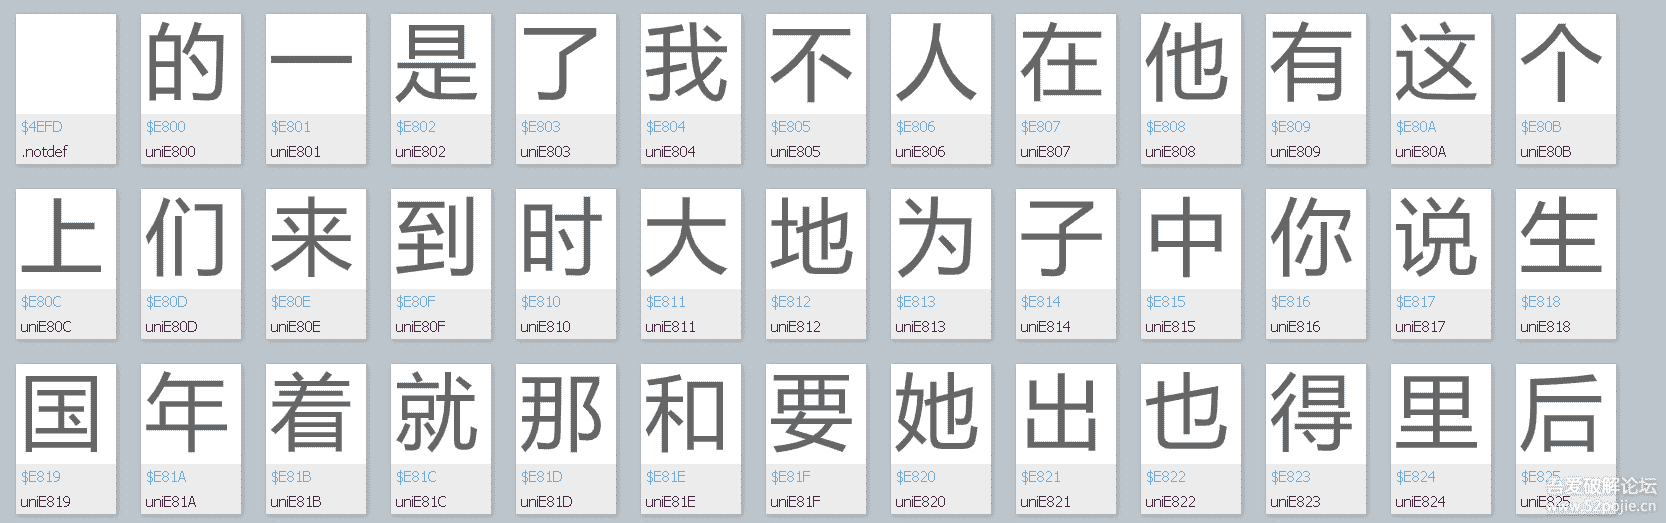 的 一 是 了 我 不 人 在 他 有 这 个
$4EFD $E800 $E801 $E802 $E803 $E804 $E805 $E806 $E807 $E808 $E809 $E80A $E80B
.notdef uniE800 uniE801 uniE802 uniE803 uniE804 uniE805 uniE806 uniE807 uniE808 uniE809 uniE80A uniE80B
上 们 来 到 时 大 地 为 子 中 你 说 生
$E80C $E80D $E80E $E80F $E810 $E811 $E812 $E813 $E814 $E815 $E816 $E817 $E818
uniE80C uniE80D uniE80E uniE80F uniE810 uniE811 uniE812 uniE813 uniE814 uniE815 uniE816 uniE817 uniE818
国 年 着 就 那 和 要 她 出 也 得 里 后
$E819 $E81A $E81B $E81C $E81D $E81E $E81F $E820 $E821 $E822 $E823 $E824 $E825
uniE819 uniE81A uniE81B uniE81C uniE81D uniE81E uniE81F uniE820 uniE821 uniE822 uniE823 uniE824 uniE825
吾爱破解论坛
www.52pojie.cn